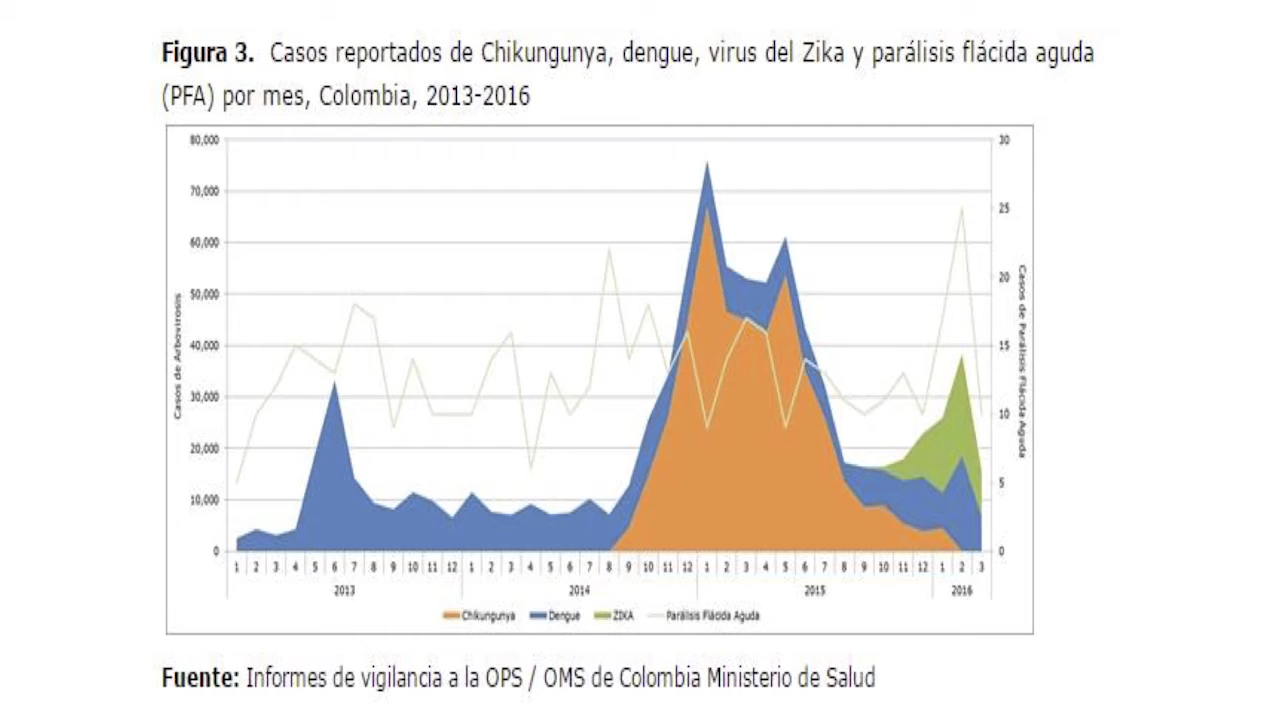 Figura 3. Casos reportados de Chikungunya, dengue, virus del Zika y parálisis flácida aguda
(PFA) por mes, Colombia, 2013-2016
80,000
70,000
60,000
50,000
40,000
30,000
20,000
10,000
0
Casos de Arbovirosis
30
25
20
15
10
5
0
Casos de Parálisis Flácida Aguda
1 2 3 4 5 6 7 8 9 10 11 12 1 2 3 4 5 6 7 8 9 10 11 12 1 2 3 4 5 6 7 8 9 10 11 12 1 2 3
2013 2014 2015 2016
Chikungunya Dengue ZIKA Parálisis Flácida Aguda
Fuente: Informes de vigilancia a la OPS / OMS de Colombia Ministerio de Salud